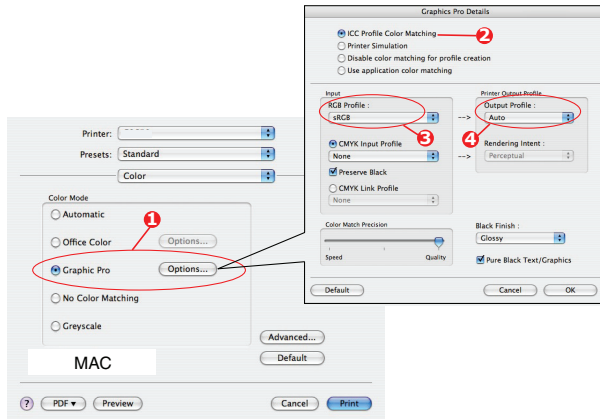 Graphics Pro Details
ICC Profile Color Matching
2
Printer Simulation
Disable color matching for profile creation
Use application color matching
Input
RGB Profile :
sRGB
3
CMYK Input Profile
None
Preserve Black
CMYK Link Profile
None
-->
-->
Printer Output Profile
Output Profile :
Auto
4
Rendering Intent :
Perceptual
Color Match Precision
Speed
Quality
Black Finish :
Glossy
Pure Black Text/Graphics
Default
Cancel
OK
Printer:
Presets: Standard
Color
Color Mode
Automatic
1
Office Color
Options...
Graphic Pro
Options...
No Color Matching
Greyscale
Advanced...
Default
MAC
?
PDF
Preview
Cancel
Print